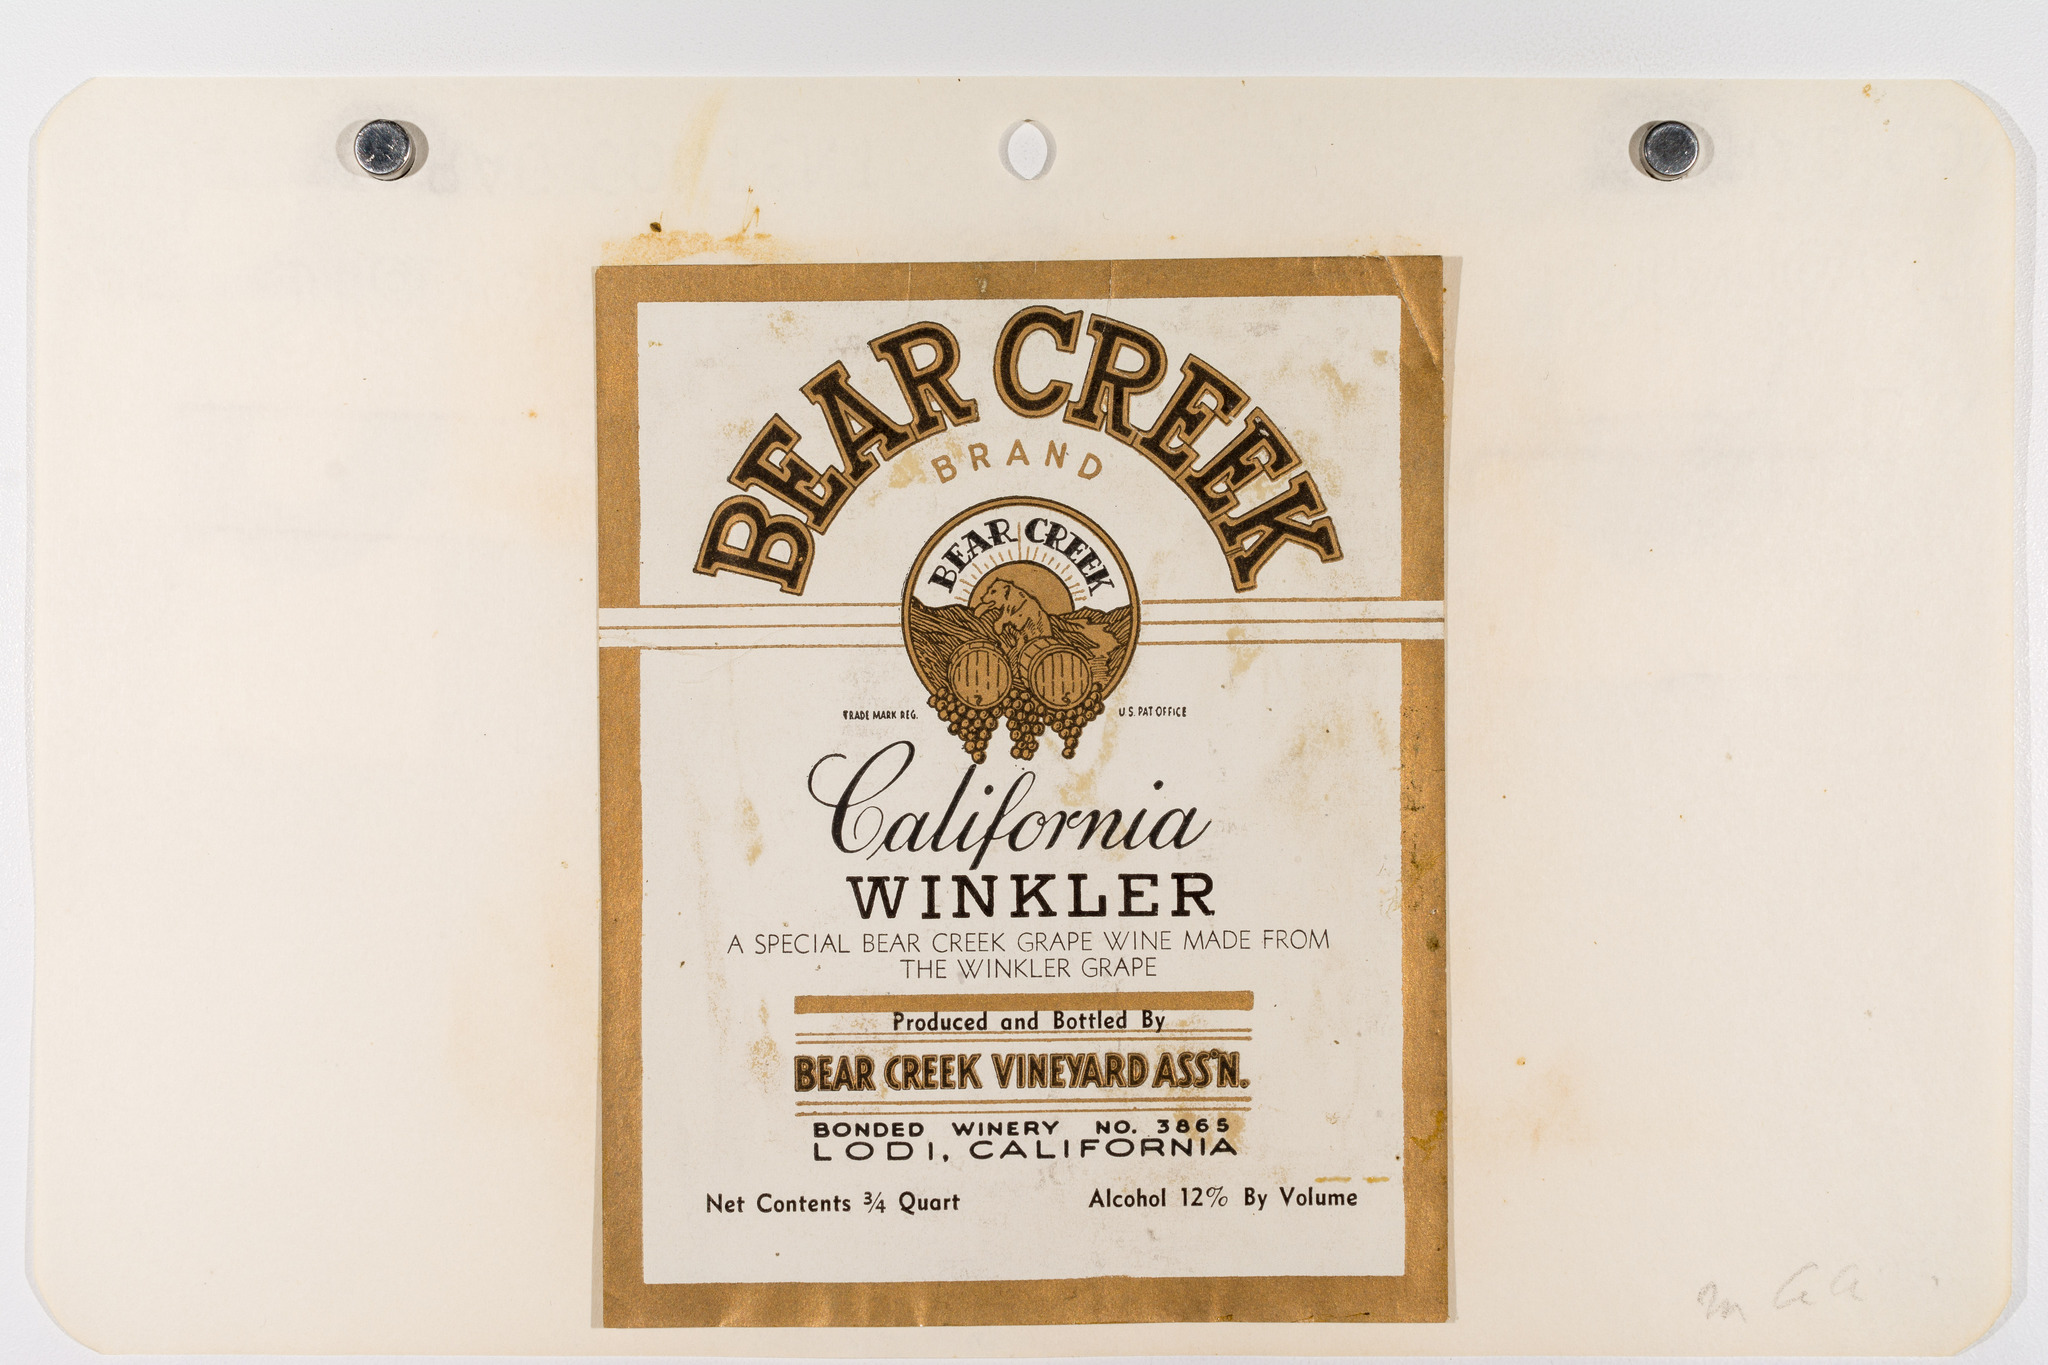 BEAR CREEK
BRAND
BEAR CREEK
TRADE MARK REG. U.S. PAT OFFICE
California
WINKLER
A SPECIAL BEAR CREEK GRAPE WINE MADE FROM
THE WINKLER GRAPE
Produced and Bottled By
BEAR CREEK VINEYARD ASS'N.
BONDED WINERY NO. 3865
LODI, CALIFORNIA
Net Contents ¾ Quart Alcohol 12% By Volume